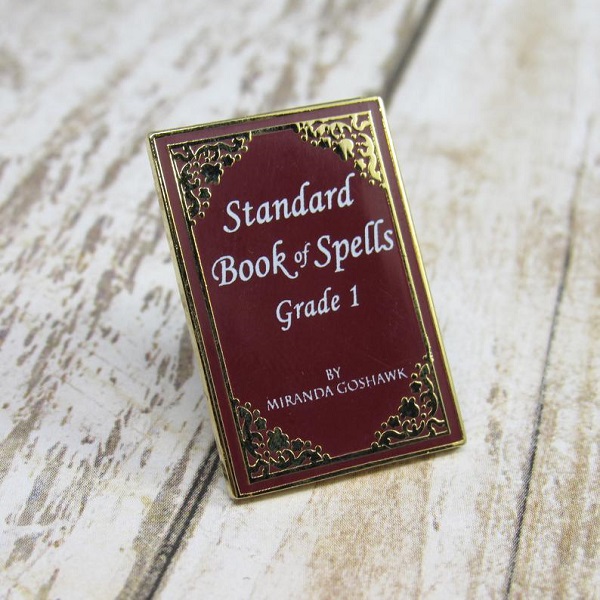 Standard
Book of Spells
Grade 1
BY
MIRANDA GOSHAWK